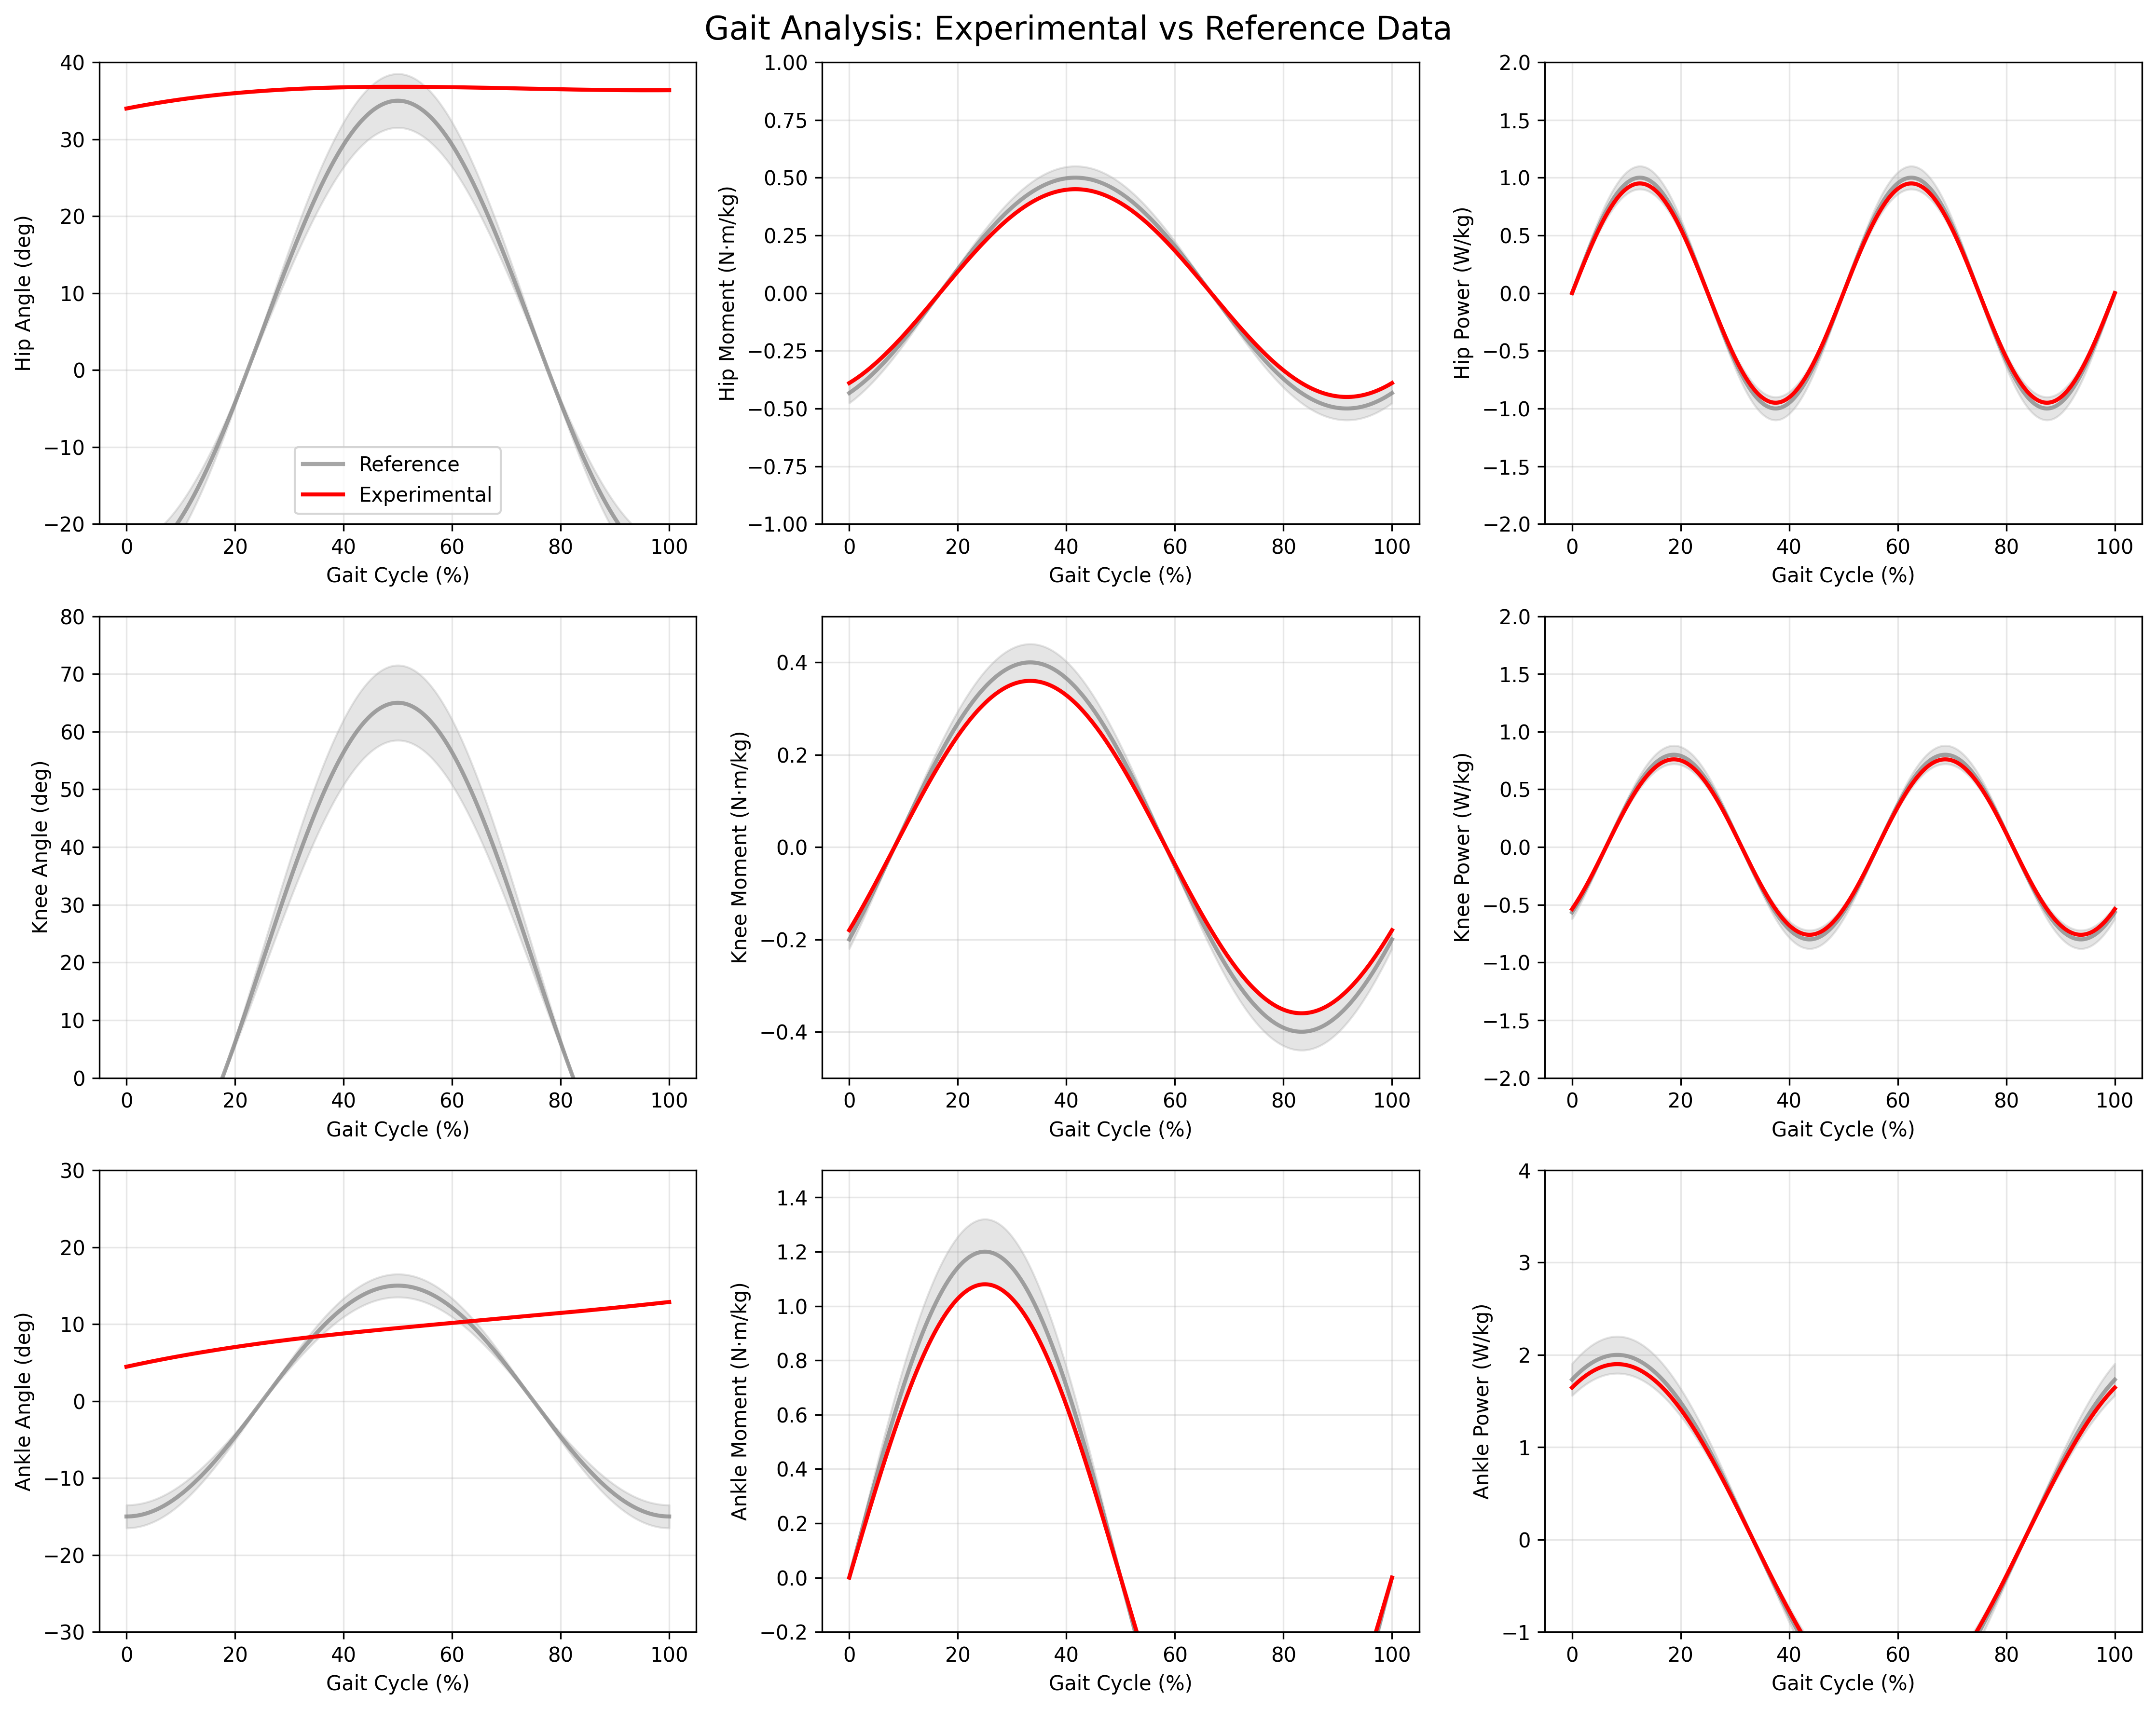 Gait Analysis: Experimental vs Reference Data
Hip Angle (deg)
40
30
20
10
0
−10
−20
Reference
Experimental
0 20 40 60 80 100
Gait Cycle (%)
Hip Moment (N·m/kg)
1.00
0.75
0.50
0.25
0.00
−0.25
−0.50
−0.75
−1.00
0 20 40 60 80 100
Gait Cycle (%)
Hip Power (W/kg)
2.0
1.5
1.0
0.5
0.0
−0.5
−1.0
−1.5
−2.0
0 20 40 60 80 100
Gait Cycle (%)
Knee Angle (deg)
80
70
60
50
40
30
20
10
0
0 20 40 60 80 100
Gait Cycle (%)
Knee Moment (N·m/kg)
0.4
0.2
0.0
−0.2
−0.4
0 20 40 60 80 100
Gait Cycle (%)
Knee Power (W/kg)
2.0
1.5
1.0
0.5
0.0
−0.5
−1.0
−1.5
−2.0
0 20 40 60 80 100
Gait Cycle (%)
Ankle Angle (deg)
30
20
10
0
−10
−20
−30
0 20 40 60 80 100
Gait Cycle (%)
Ankle Moment (N·m/kg)
1.4
1.2
1.0
0.8
0.6
0.4
0.2
0.0
−0.2
0 20 40 60 80 100
Gait Cycle (%)
Ankle Power (W/kg)
4
3
2
1
0
−1
0 20 40 60 80 100
Gait Cycle (%)